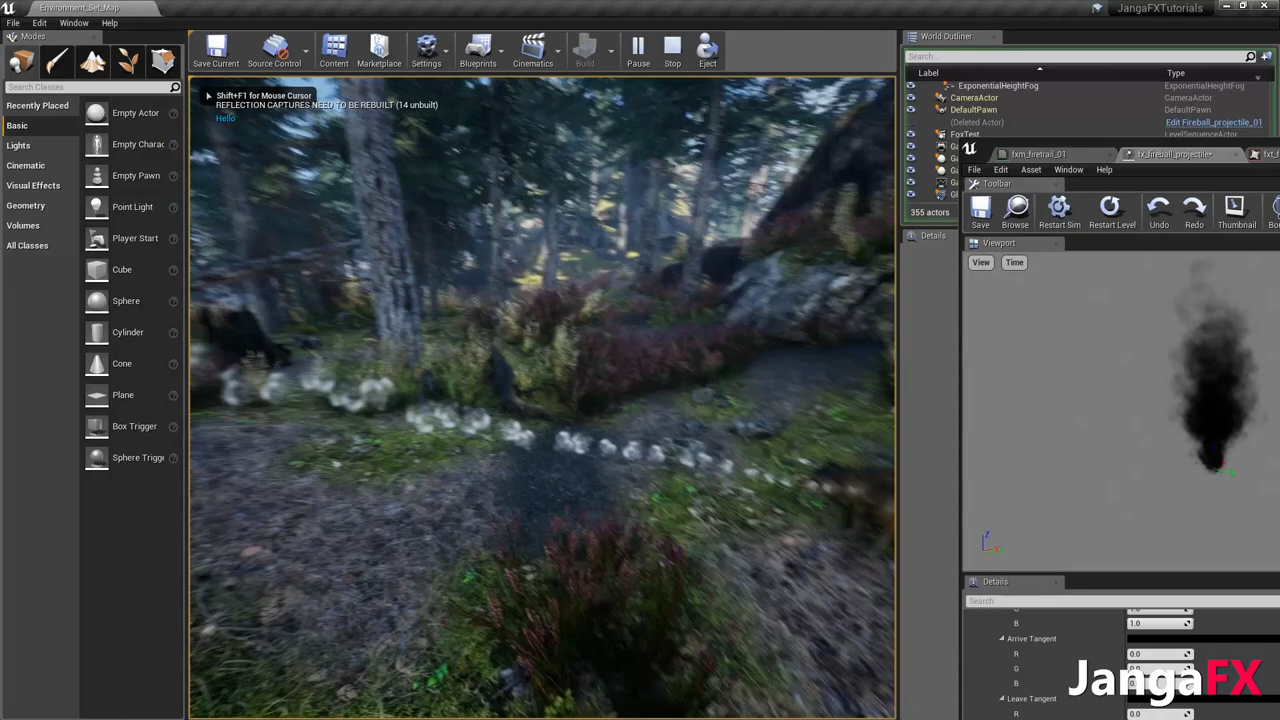 Environment_Set_Map
JangaFXTutorials
File Edit Window Help
Modes
World Outliner
Save Current
Source Control
Content
Marketplace
Settings
Blueprints
Cinematics
Build
Pause
Stop
Eject
Search...
Search Classes
Label
Type
Recently Placed
Basic
Lights
Cinematic
Visual Effects
Geometry
Volumes
All Classes
Empty Actor
Empty Charac
Empty Pawn
Point Light
Player Start
Cube
Sphere
Cylinder
Cone
Plane
Box Trigger
Sphere Trigge
Shift+F1 for Mouse Cursor
REFLECTION CAPTURES NEED TO BE REBUILT (14 unbuilt)
Hello
ExponentialHeightFog ExponentialHeightFog
CameraActor CameraActor
DefaultPawn DefaultPawn
(Deleted Actor) Edit Fireball_projectile_01
FoxTest LevelSequenceActor
355 actors
Details
fxm_firetrail_01
fx_fireball_projectile*
fxt_f
File Edit Asset Window Help
Toolbar
Save
Browse
Restart Sim
Restart Level
Undo
Redo
Thumbnail
Viewport
View
Time
Z
X
Details
Search
B 1.0
Arrive Tangent
R 0.0
G
B
Leave Tangent
R 0.0
JangaFX